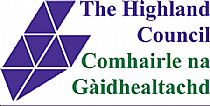 The Highland
Council
Comhairle na
Gàidhealtachd